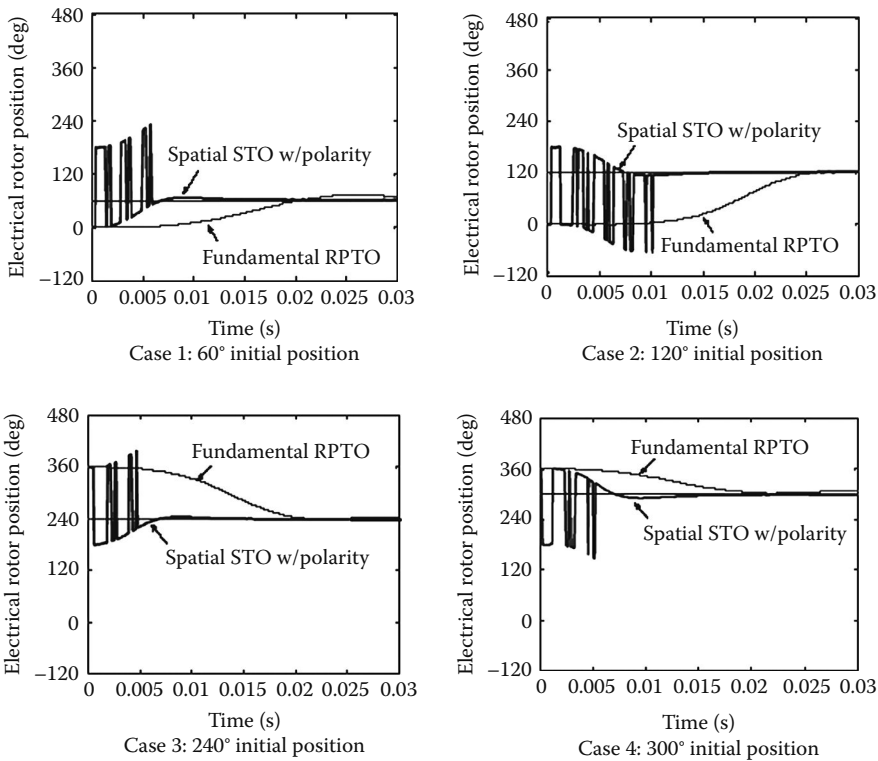 Electrical rotor position (deg)
480
360
240
120
0
−120
Spatial STO w/polarity
Fundamental RPTO
0 0.005 0.01 0.015 0.02 0.025 0.03
Time (s)
Case 1: 60° initial position
Electrical rotor position (deg)
480
360
240
120
0
−120
Spatial STO w/polarity
Fundamental RPTO
0 0.005 0.01 0.015 0.02 0.025 0.03
Time (s)
Case 2: 120° initial position
Electrical rotor position (deg)
480
360
240
120
0
−120
Fundamental RPTO
Spatial STO w/polarity
0 0.005 0.01 0.015 0.02 0.025 0.03
Time (s)
Case 3: 240° initial position
Electrical rotor position (deg)
480
360
240
120
0
−120
Fundamental RPTO
Spatial STO w/polarity
0 0.005 0.01 0.015 0.02 0.025 0.03
Time (s)
Case 4: 300° initial position